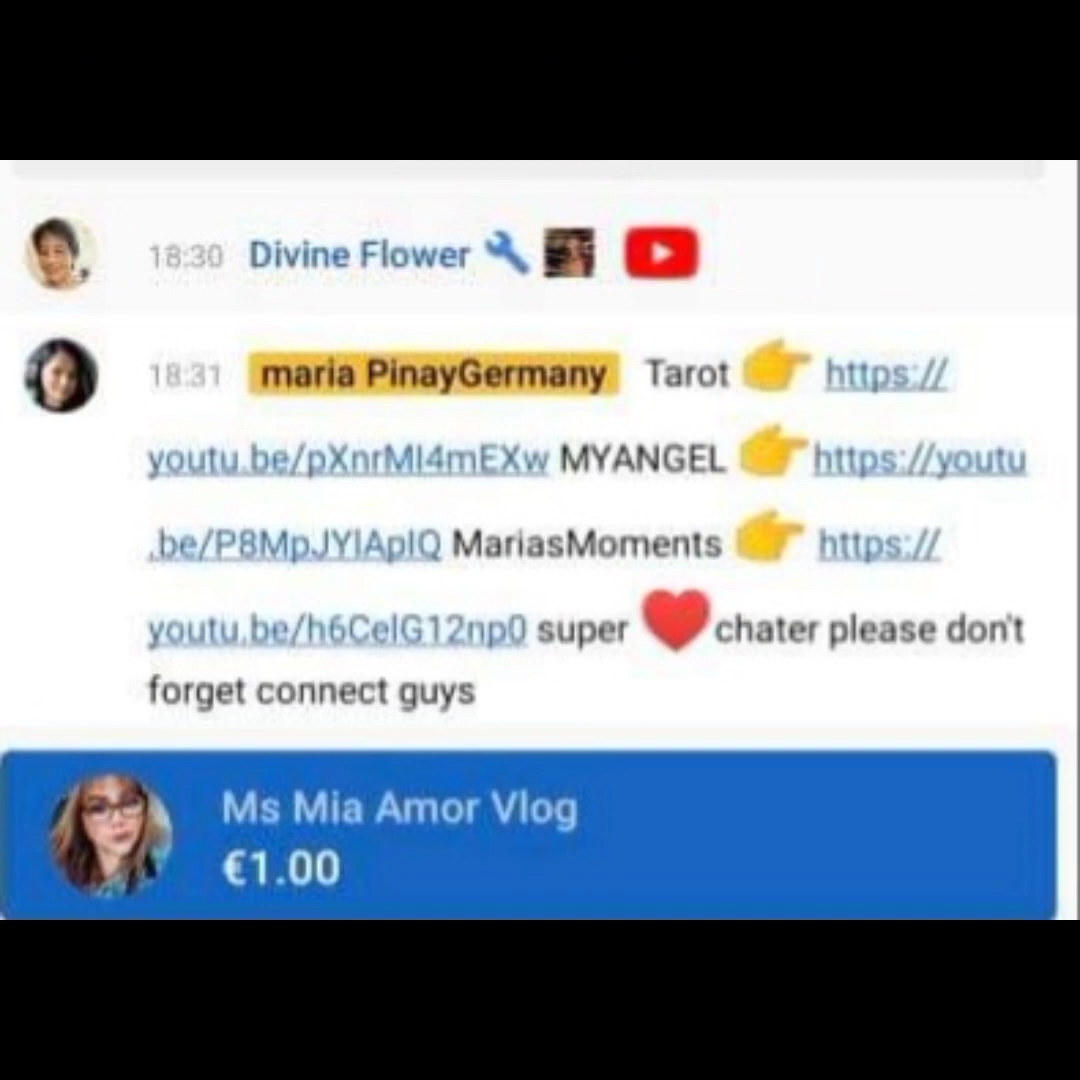 18:30 Divine Flower
18:31 maria PinayGermany Tarot 👉 https://
youtu.be/pXnrMI4mEXw MYANGEL 👉 https://youtu
.be/P8MpJYlAplQ MariasMoments 👉 https://
youtu.be/h6CelG12np0 super ❤️ chater please don't
forget connect guys
Ms Mia Amor Vlog
€1.00